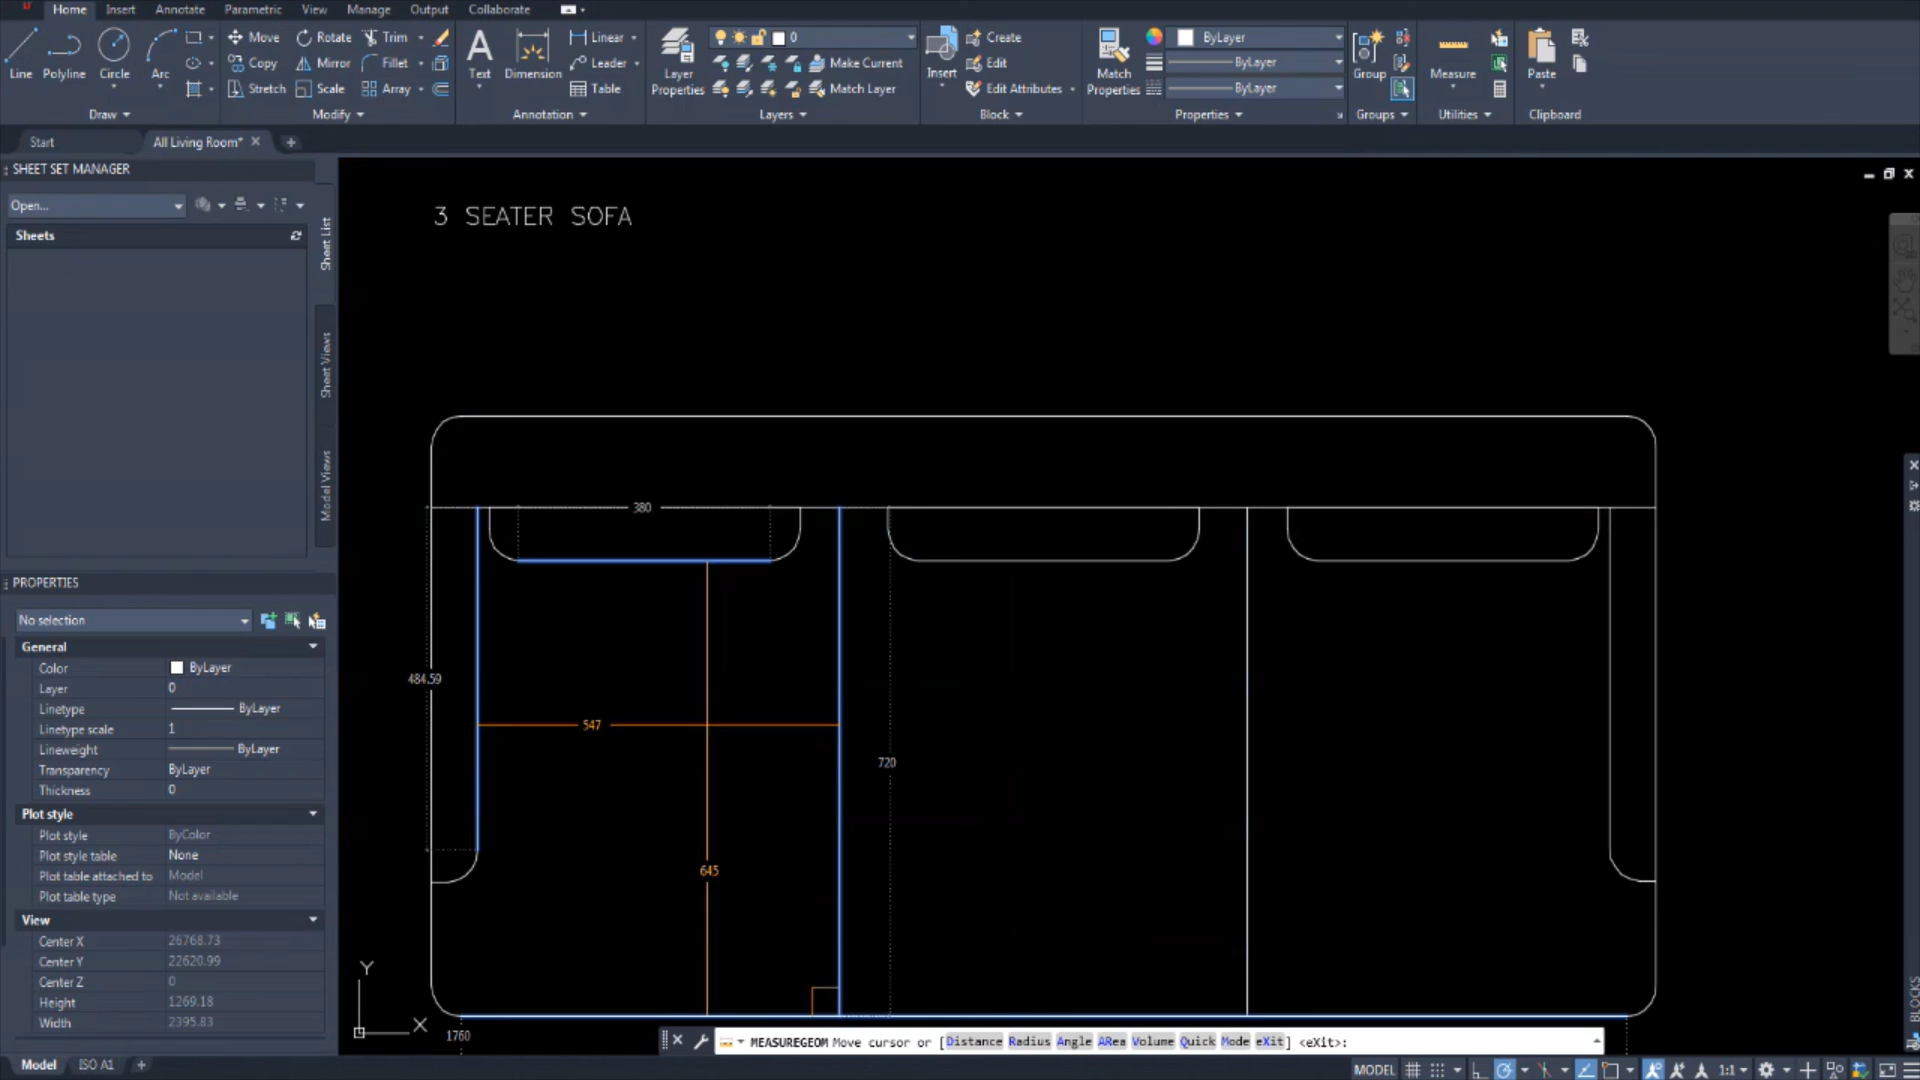 Home Insert Annotate Parametric View Manage Output Collaborate
Line Polyline Circle Arc
Move Rotate Trim
Copy Mirror Fillet
Stretch Scale Array
Draw Modify
Text Dimension
Linear
Leader
Table
Annotation
Layer Properties
0
Make Current
Match Layer
Layers
Insert
Create
Edit
Edit Attributes
Block
Match Properties
ByLayer
ByLayer
ByLayer
Properties
Group
Groups
Measure
Utilities
Paste
Clipboard
Start All Living Room*
SHEET SET MANAGER
Open...
Sheets
Sheet List
Sheet Views
Model Views
PROPERTIES
No selection
General
Color ByLayer
Layer 0
Linetype ByLayer
Linetype scale 1
Lineweight ByLayer
Transparency ByLayer
Thickness 0
Plot style
Plot style ByColor
Plot style table None
Plot table attached to Model
Plot table type Not available
View
Center X 26768.73
Center Y 22620.99
Center Z 0
Height 1269.18
Width 2395.83
3 SEATER SOFA
380
484.59
547
720
645
1760
Y
X
BLOCKS
MEASUREGEOM Move cursor or [Distance Radius Angle ARea Volume Quick Mode eXit] <eXit>:
Model ISO A1
MODEL 1:1